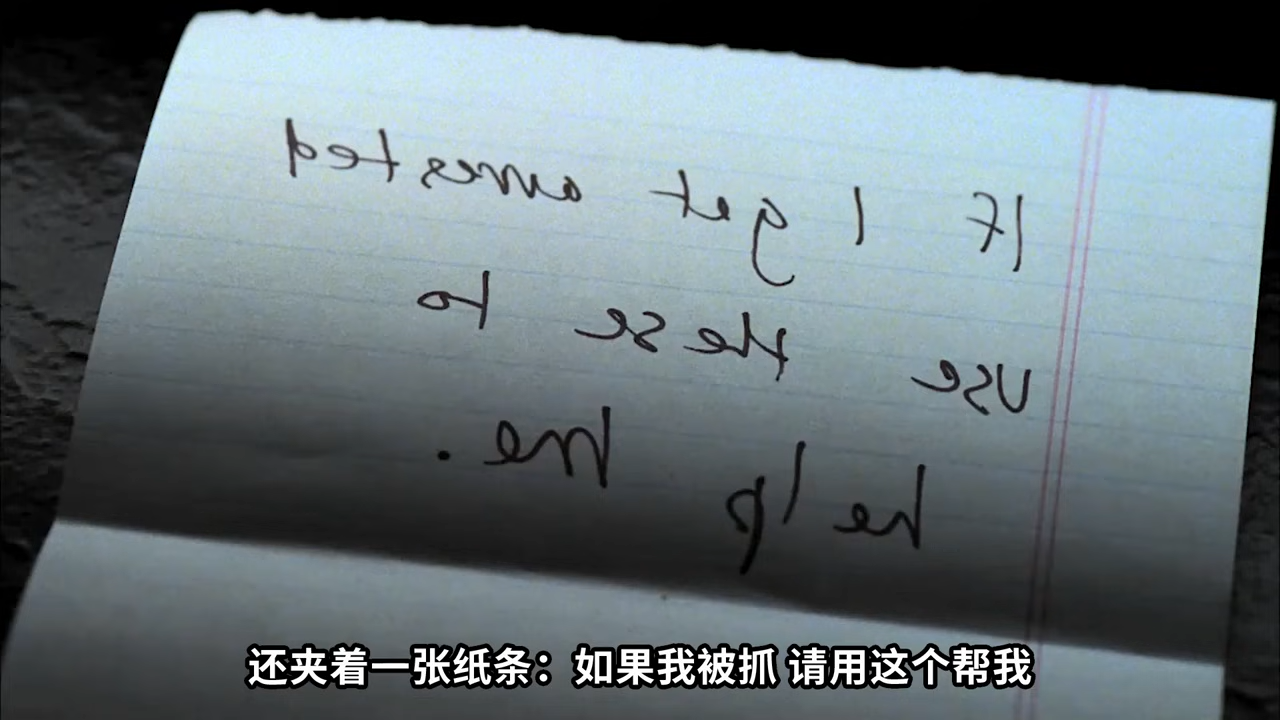 If I get arrested
use these to
help me.
还夹着一张纸条：如果我被抓 请用这个帮我